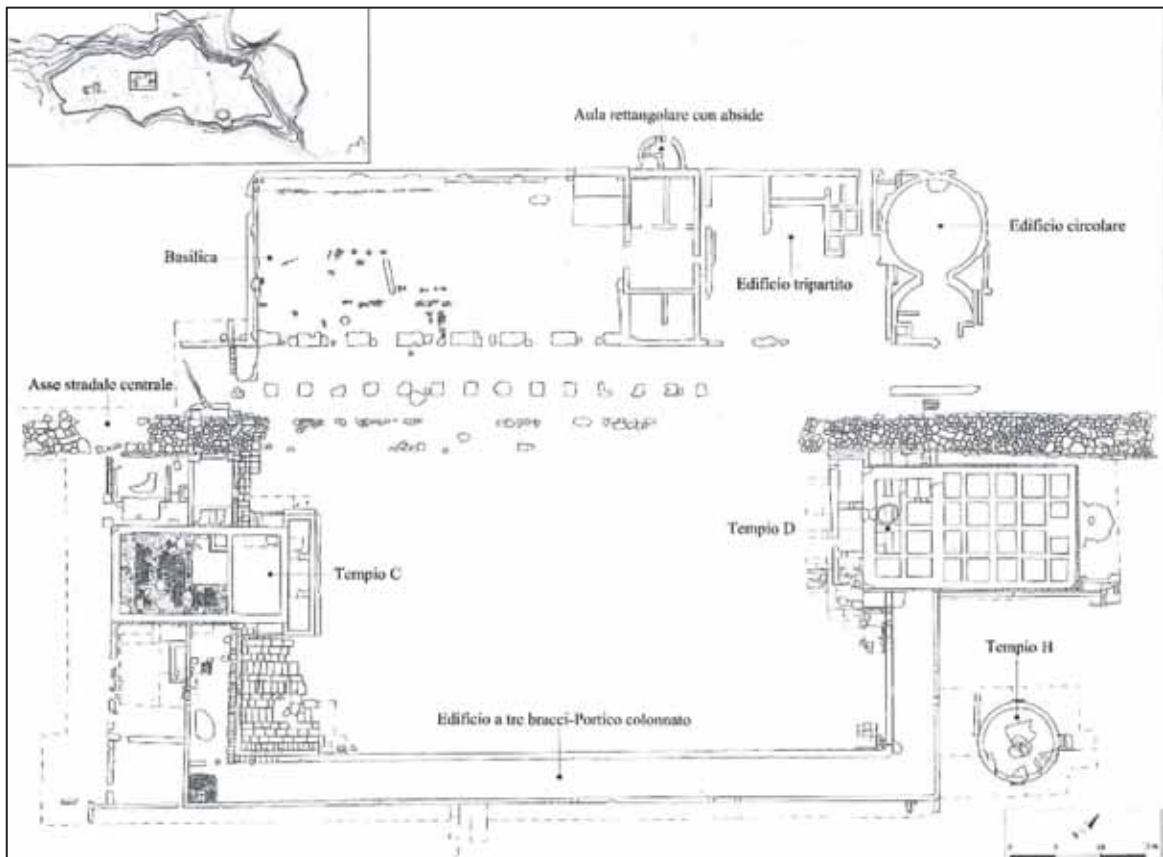 Aula rettangolare con abside
Basilica
Edificio circolare
Edificio tripartito
Asse stradale centrale
Tempio C
Tempio D
Tempio H
Edificio a tre bracci-Portico colonnato